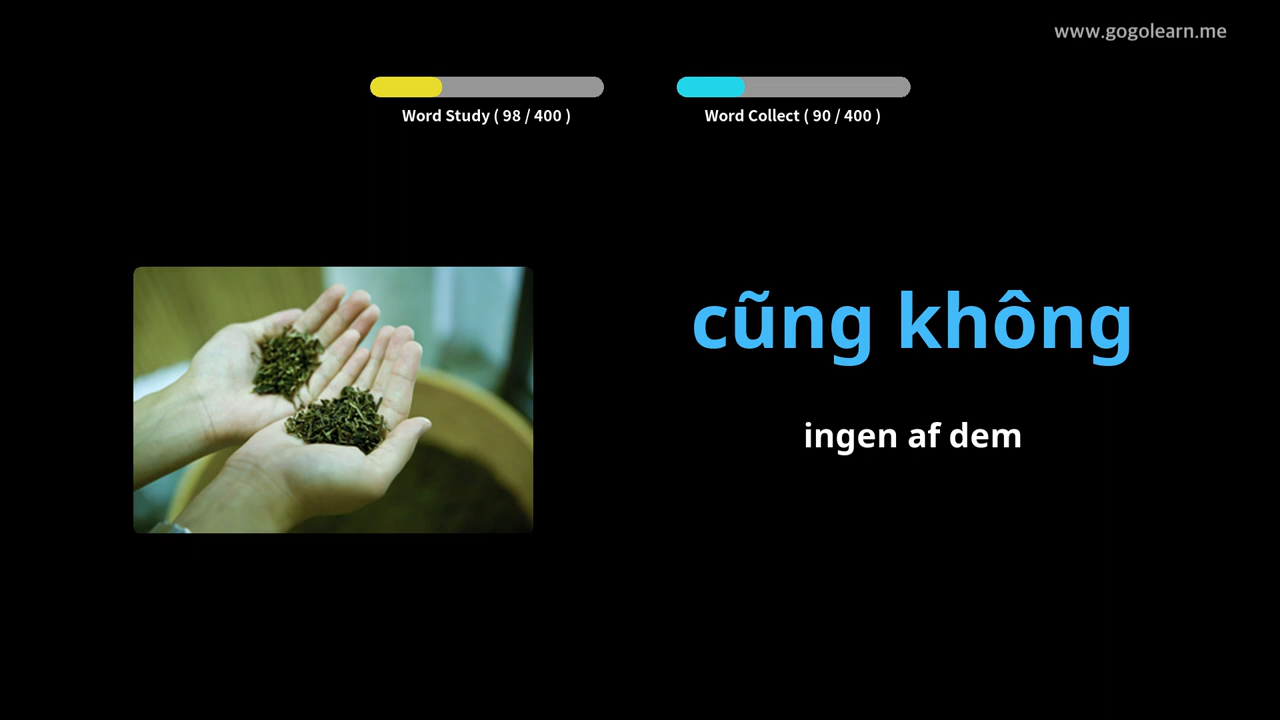 www.gogolearn.me
Word Study ( 98 / 400 )
Word Collect ( 90 / 400 )
cũng không
ingen af dem